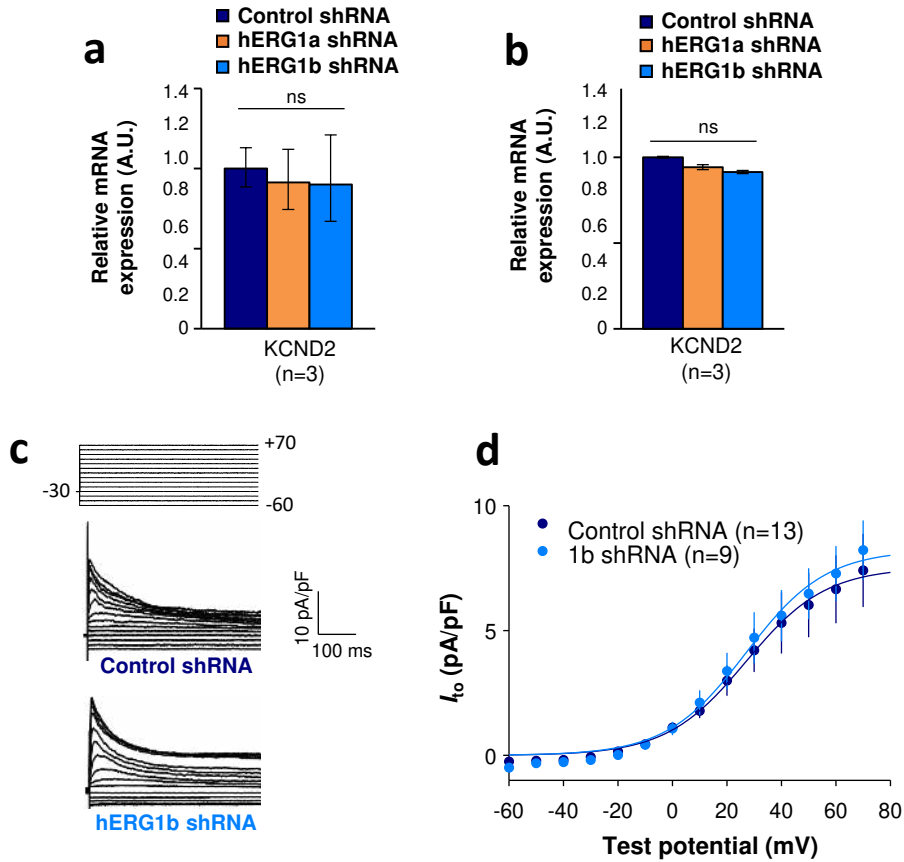 a
Control shRNA
hERG1a shRNA
hERG1b shRNA
Relative mRNA
expression (A.U.)
1.4
1.2
1.0
0.8
0.6
0.4
0.2
0
ns
KCND2
(n=3)
b
Control shRNA
hERG1a shRNA
hERG1b shRNA
Relative mRNA
expression (A.U.)
1.4
1.2
1.0
0.8
0.6
0.4
0.2
0
ns
KCND2
(n=3)
c
+70
-30
-60
10 pA/pF
100 ms
Control shRNA
hERG1b shRNA
d
Control shRNA (n=13)
1b shRNA (n=9)
Ito (pA/pF)
10
5
0
-60 -40 -20 0 20 40 60 80
Test potential (mV)